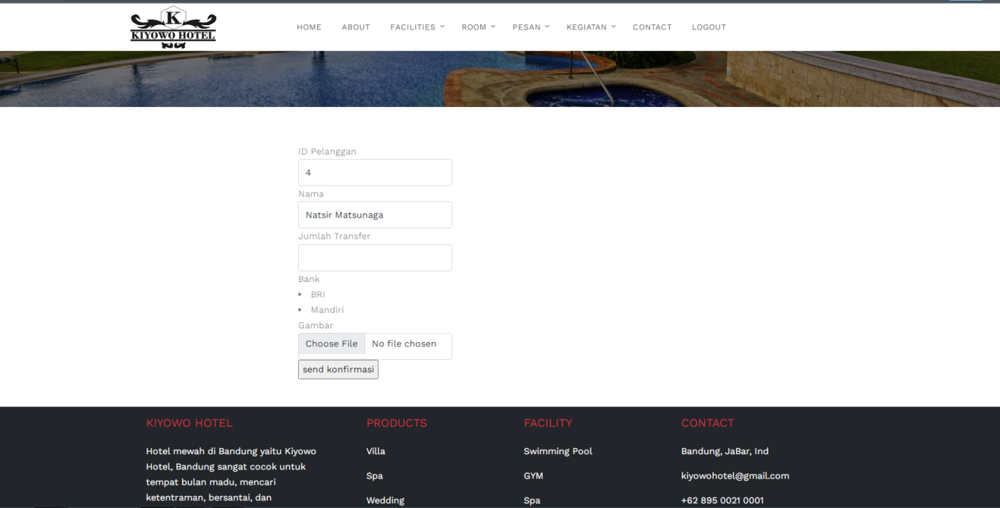 K
KIYOWO HOTEL
HOME ABOUT FACILITIES ROOM PESAN KEGIATAN CONTACT LOGOUT
ID Pelanggan
4
Nama
Natsir Matsunaga
Jumlah Transfer
Bank
• BRI
• Mandiri
Gambar
Choose File No file chosen
send konfirmasi
KIYOWO HOTEL
Hotel mewah di Bandung yaitu Kiyowo
Hotel, Bandung sangat cocok untuk
tempat bulan madu, mencari
ketentraman, bersantai, dan
PRODUCTS
Villa
Spa
Wedding
FACILITY
Swimming Pool
GYM
Spa
CONTACT
Bandung, JaBar, Ind
kiyowohotel@gmail.com
+62 895 0021 0001